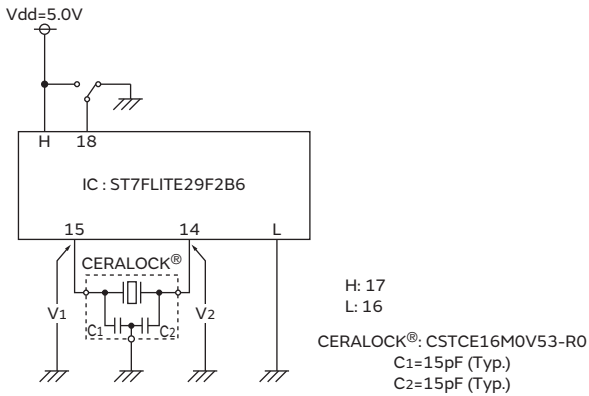 Vdd=5.0V
H 18
IC : ST7FLITE29F2B6
15 14 L
CERALOCK®
V1 C1 C2 V2
H: 17
L: 16
CERALOCK®: CSTCE16M0V53-R0
C1=15pF (Typ.)
C2=15pF (Typ.)